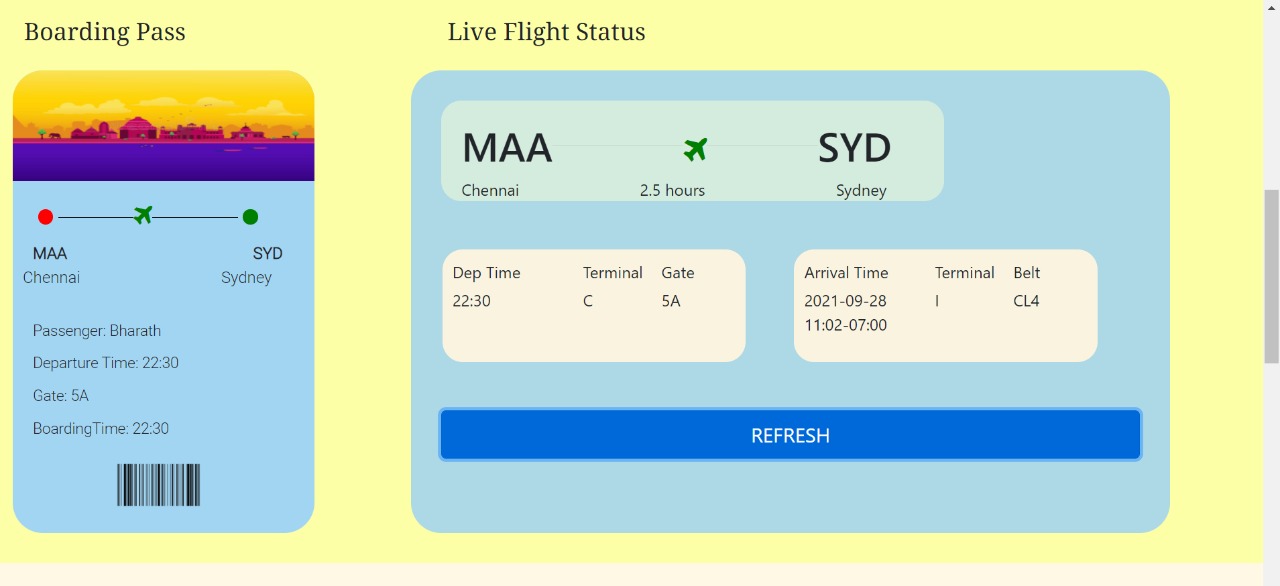 Boarding Pass
MAA SYD
Chennai Sydney
Passenger: Bharath
Departure Time: 22:30
Gate: 5A
BoardingTime: 22:30
Live Flight Status
MAA SYD
Chennai 2.5 hours Sydney
Dep Time Terminal Gate
22:30 C 5A
Arrival Time Terminal Belt
2021-09-28 I CL4
11:02-07:00
REFRESH